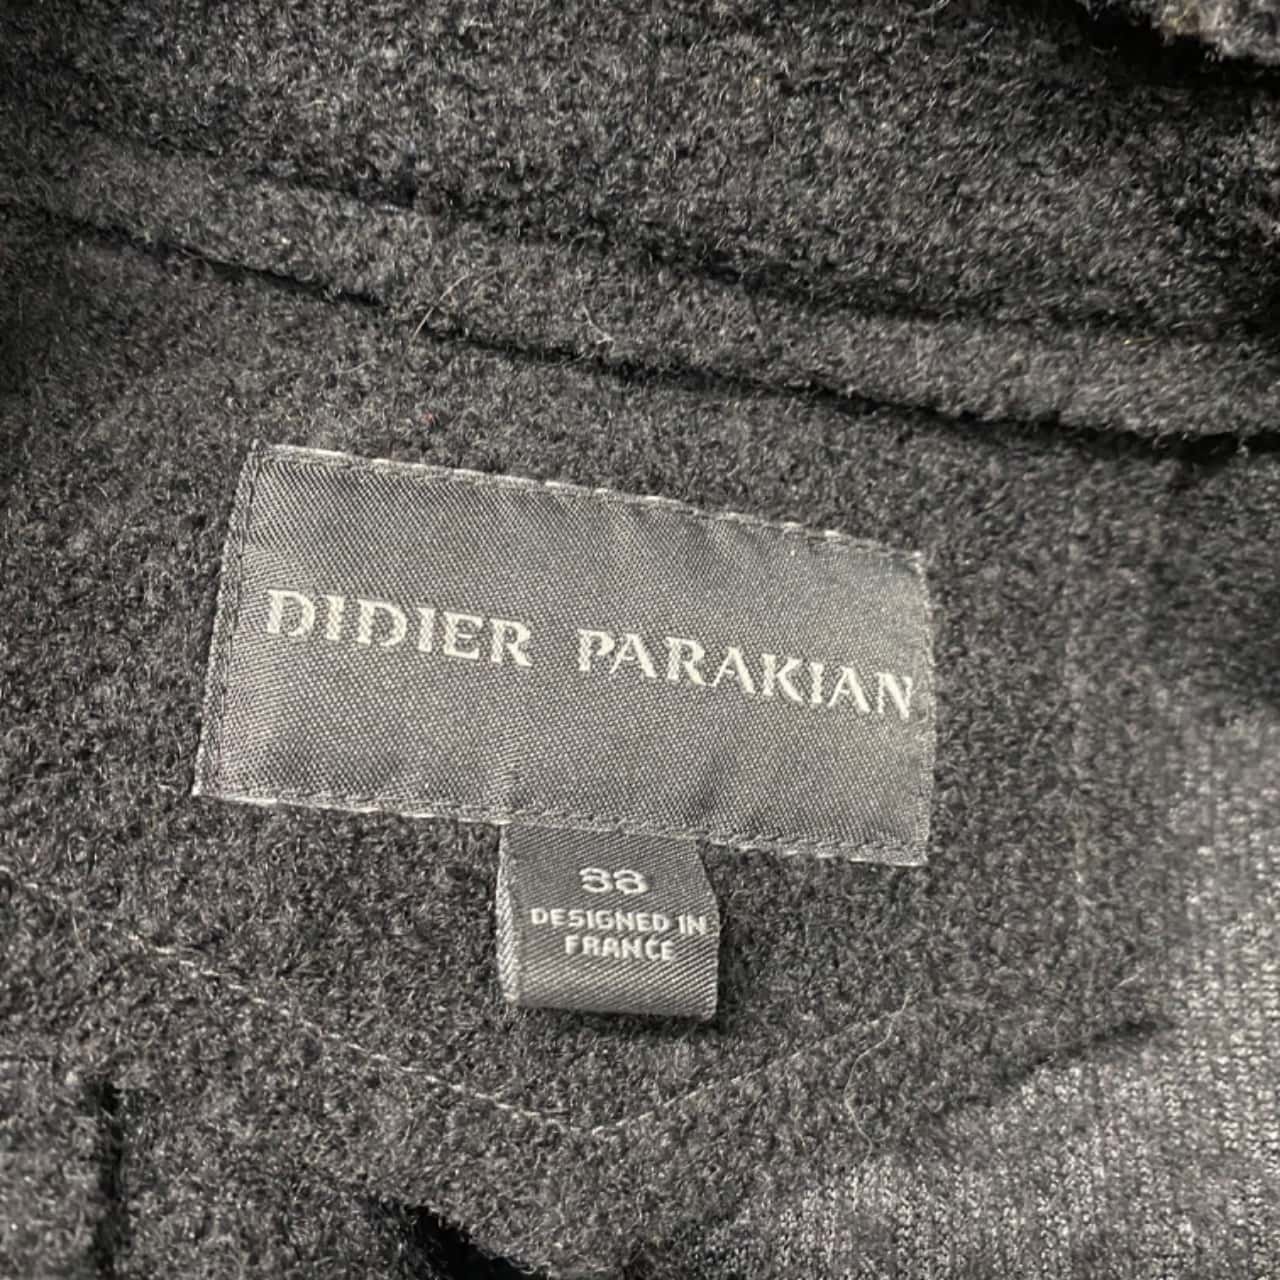 DIDIER PARAKIAN
38
DESIGNED IN
FRANCE